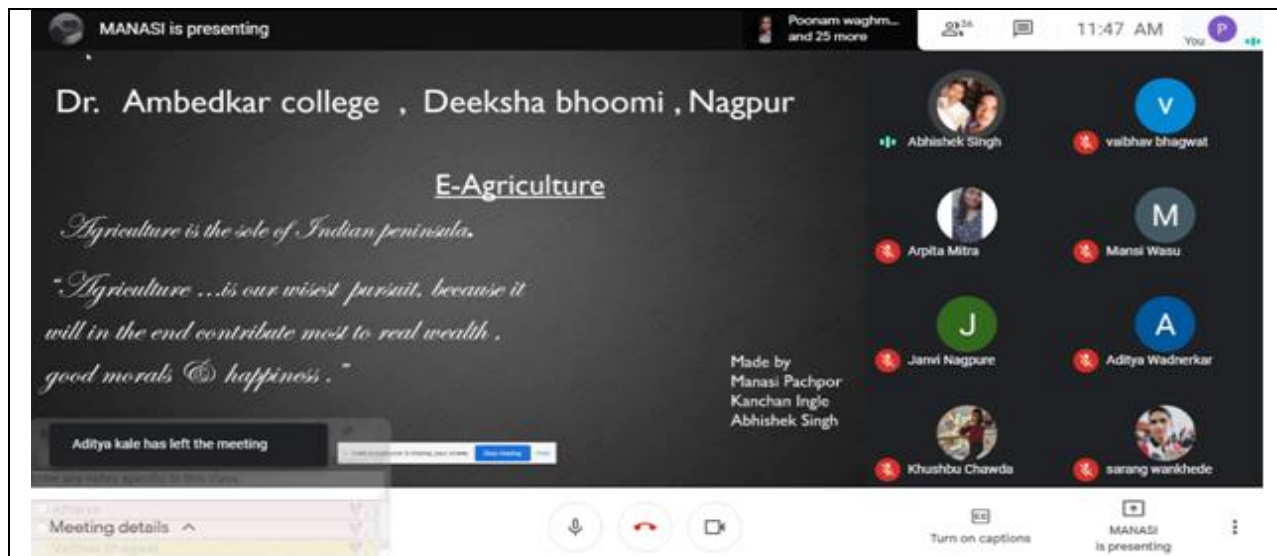 MANASI is presenting
Poonam waghm...
and 25 more
36
11:47 AM
You
P
Dr. Ambedkar college , Deeksha bhoomi , Nagpur
E-Agriculture
Agriculture is the sole of Indian peninsula.
"Agriculture ...is our wisest pursuit, because it
will in the end contribute most to real wealth ,
good morals & happiness ."
Made by
Manasi Pachpor
Kanchan Ingle
Abhishek Singh
Abhishek Singh
V
vaibhav bhagwat
Arpita Mitra
M
Mansi Wasu
J
Janvi Nagpure
A
Aditya Wadnerkar
Khushbu Chawda
sarang wankhede
Aditya kale has left the meeting
Stop sharing
Meeting details
CC
Turn on captions
MANASI
is presenting